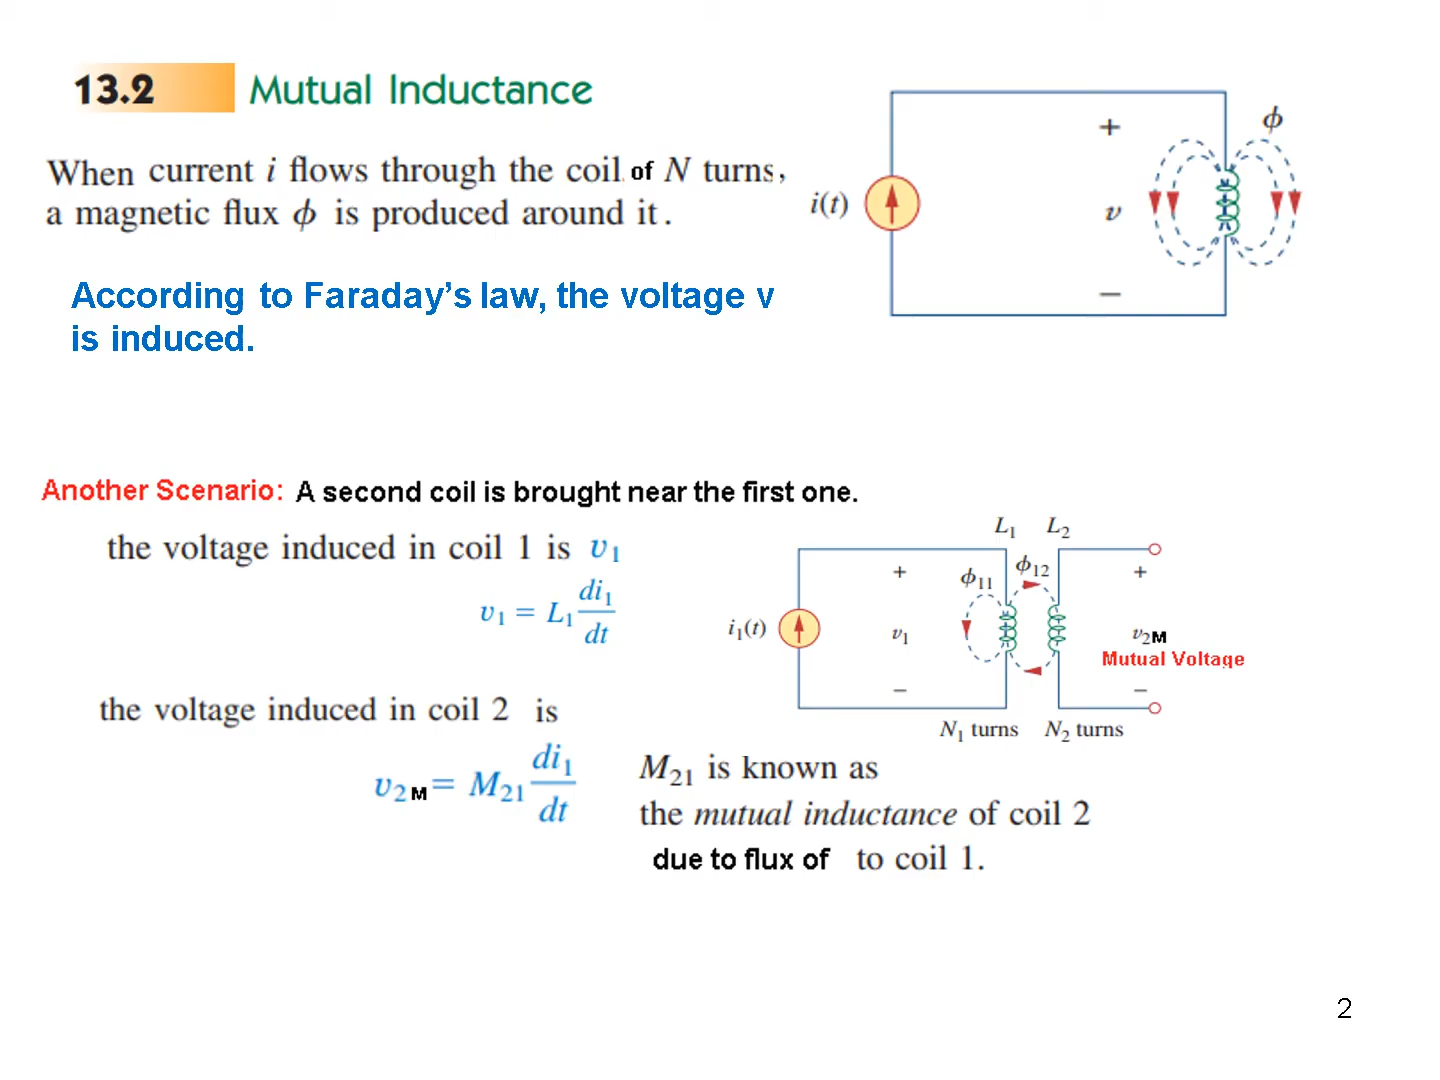 13.2 Mutual Inductance
When current i flows through the coil of N turns,
a magnetic flux ϕ is produced around it.
According to Faraday’s law, the voltage v
is induced.
i(t)
+
v
−
ϕ
Another Scenario: A second coil is brought near the first one.
the voltage induced in coil 1 is v₁
v₁ = L₁ di₁/dt
the voltage induced in coil 2 is
v₂M = M₂₁ di₁/dt
L₁ L₂
i₁(t)
+
v₁
−
ϕ₁₁
ϕ₁₂
+
v₂M
Mutual Voltage
−
N₁ turns N₂ turns
M₂₁ is known as
the mutual inductance of coil 2
due to flux of to coil 1.
2